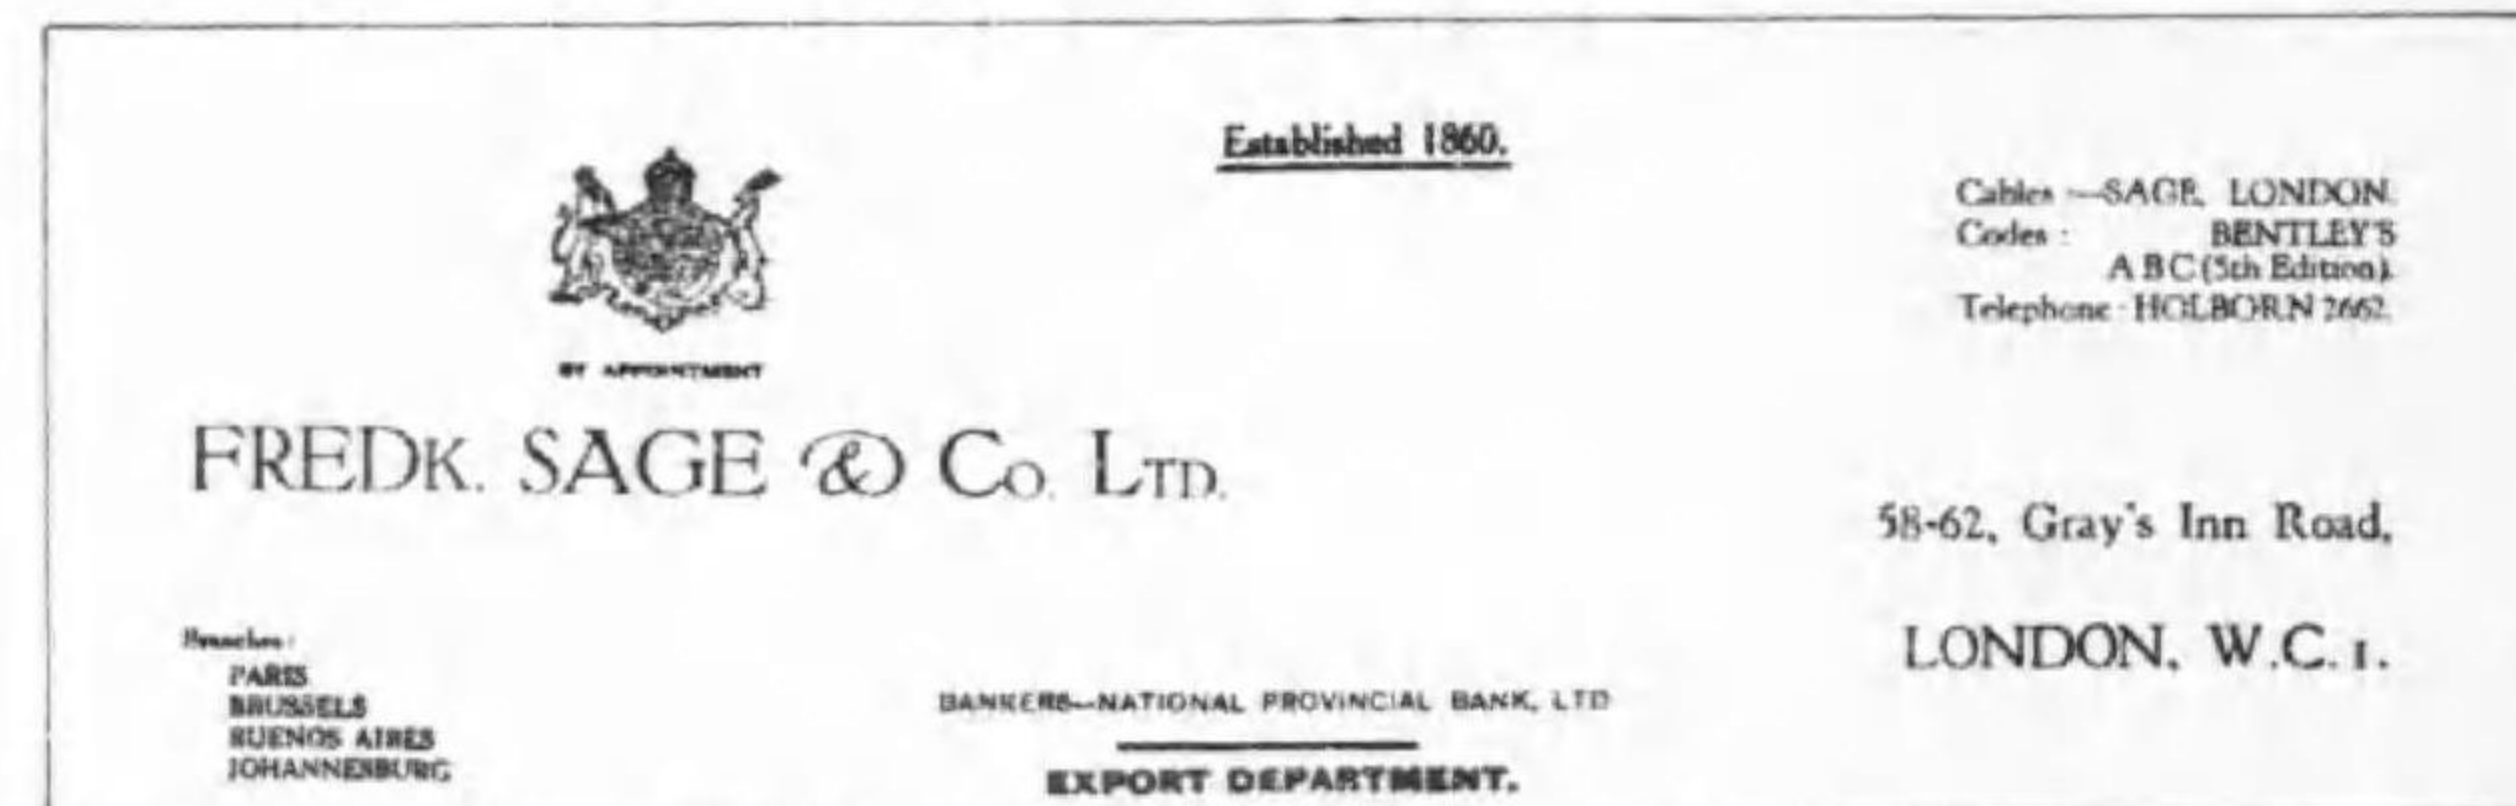 Established 1860.
Cables —SAGE, LONDON.
Codes : BENTLEY'S
A B C (5th Edition).
Telephone - HOLBORN 2662.
BY APPOINTMENT
FREDK. SAGE & Co. LTD.
58-62, Gray's Inn Road,
LONDON, W.C. 1.
Branches :
PARIS
BRUSSELS
BUENOS AIRES
JOHANNESBURG
BANKERS—NATIONAL PROVINCIAL BANK, LTD
EXPORT DEPARTMENT.